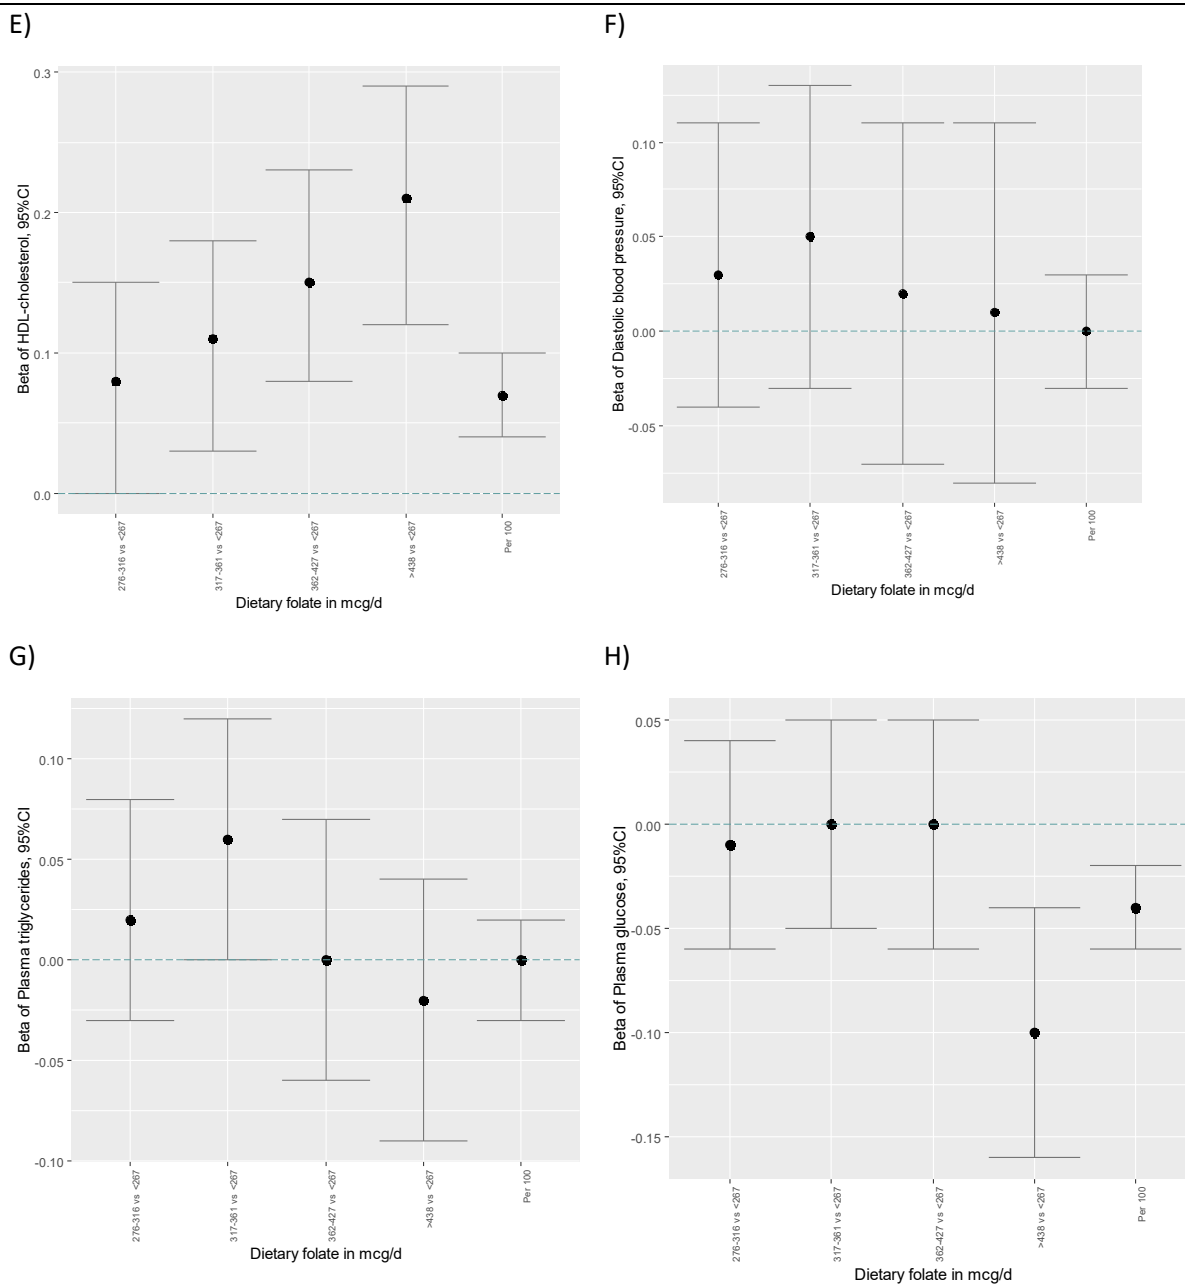 E)
Beta of HDL-cholesterol, 95%CI
0.3
0.2
0.1
0.0
276-316 vs <267
317-361 vs <267
362-427 vs <267
>438 vs <267
Per 100
Dietary folate in mcg/d
F)
Beta of Diastolic blood pressure, 95%CI
0.10
0.05
0.00
-0.05
276-316 vs <267
317-361 vs <267
362-427 vs <267
>438 vs <267
Per 100
Dietary folate in mcg/d
G)
Beta of Plasma triglycerides, 95%CI
0.10
0.05
0.00
-0.05
-0.10
276-316 vs <267
317-361 vs <267
362-427 vs <267
>438 vs <267
Per 100
Dietary folate in mcg/d
H)
Beta of Plasma glucose, 95%CI
0.05
0.00
-0.05
-0.10
-0.15
276-316 vs <267
317-361 vs <267
362-427 vs <267
>438 vs <267
Per 100
Dietary folate in mcg/d